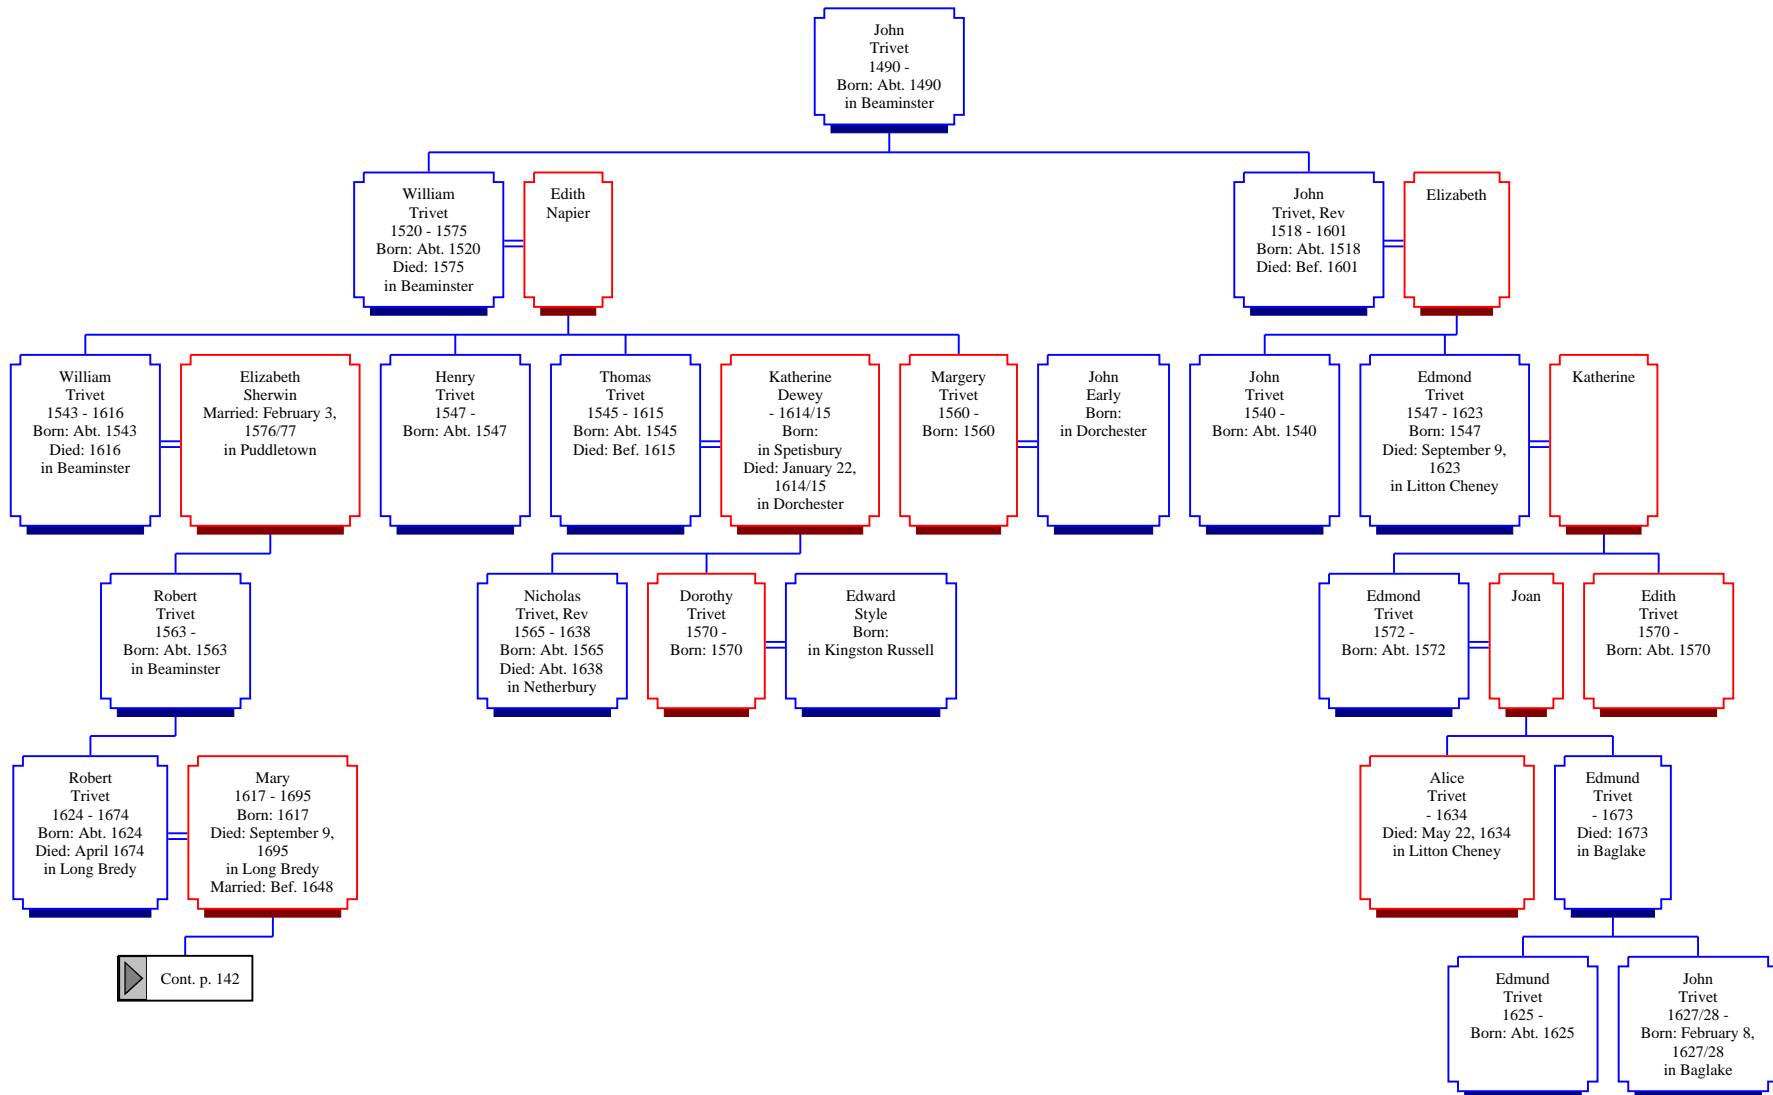 John
Trivet
1490 -
Born: Abt. 1490
in Beaminster
William
Trivet
1520 - 1575
Born: Abt. 1520
Died: 1575
in Beaminster
Edith
Napier
John
Trivet, Rev
1518 - 1601
Born: Abt. 1518
Died: Bef. 1601
Elizabeth
William
Trivet
1543 - 1616
Born: Abt. 1543
Died: 1616
in Beaminster
Elizabeth
Sherwin
Married: February 3,
1576/77
in Puddletown
Henry
Trivet
1547 -
Born: Abt. 1547
Thomas
Trivet
1545 - 1615
Born: Abt. 1545
Died: Bef. 1615
Katherine
Dewey
- 1614/15
Born:
in Spetisbury
Died: January 22,
1614/15
in Dorchester
Margery
Trivet
1560 -
Born: 1560
John
Early
Born:
in Dorchester
John
Trivet
1540 -
Born: Abt. 1540
Edmond
Trivet
1547 - 1623
Born: 1547
Died: September 9,
1623
in Litton Cheney
Katherine
Robert
Trivet
1563 -
Born: Abt. 1563
in Beaminster
Nicholas
Trivet, Rev
1565 - 1638
Born: Abt. 1565
Died: Abt. 1638
in Netherbury
Dorothy
Trivet
1570 -
Born: 1570
Edward
Style
Born:
in Kingston Russell
Edmond
Trivet
1572 -
Born: Abt. 1572
Joan
Edith
Trivet
1570 -
Born: Abt. 1570
Robert
Trivet
1624 - 1674
Born: Abt. 1624
Died: April 1674
in Long Bredy
Mary
1617 - 1695
Born: 1617
Died: September 9,
1695
in Long Bredy
Married: Bef. 1648
Alice
Trivet
- 1634
Died: May 22, 1634
in Litton Cheney
Edmund
Trivet
- 1673
Died: 1673
in Baglake
Cont. p. 142
Edmund
Trivet
1625 -
Born: Abt. 1625
John
Trivet
1627/28 -
Born: February 8,
1627/28
in Baglake